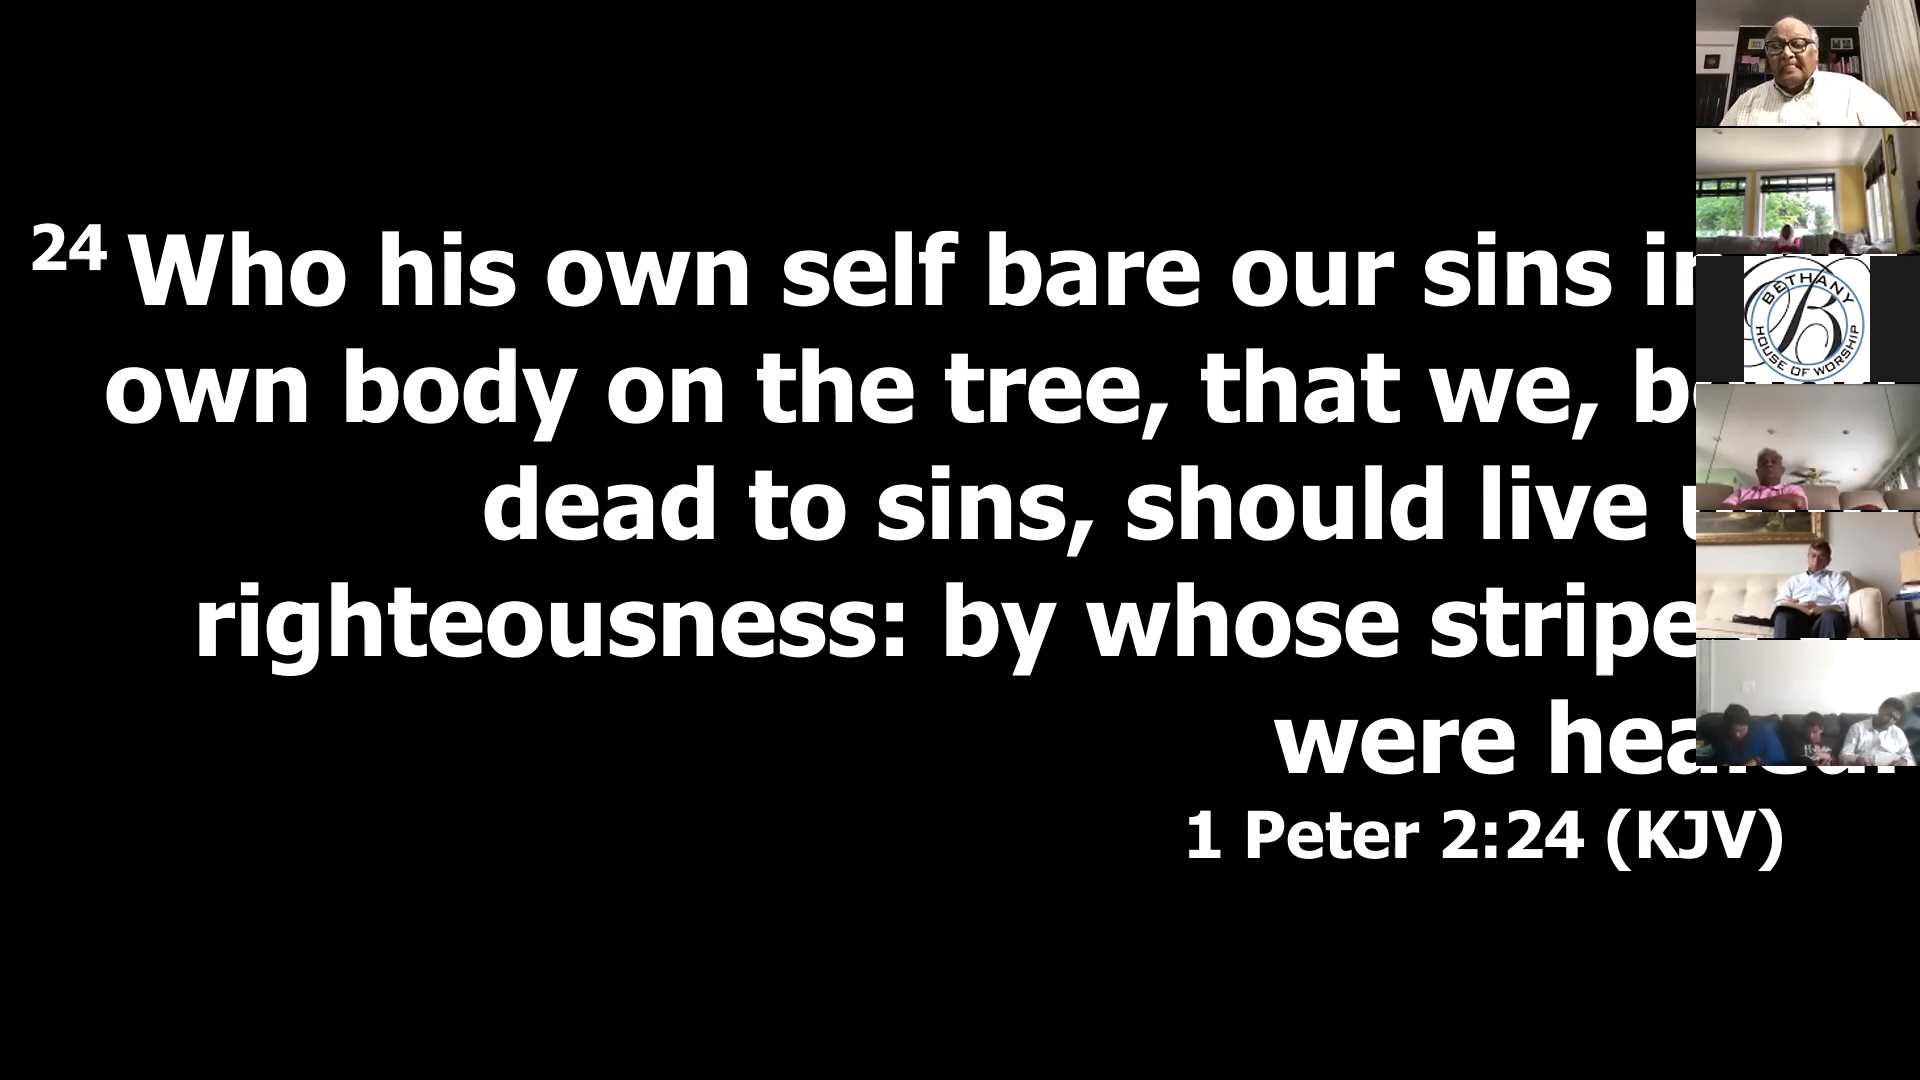 24 Who his own self bare our sins in
own body on the tree, that we, be
dead to sins, should live u
righteousness: by whose stripe
were hea
1 Peter 2:24 (KJV)
BETHANY
B
HOUSE OF WORSHIP